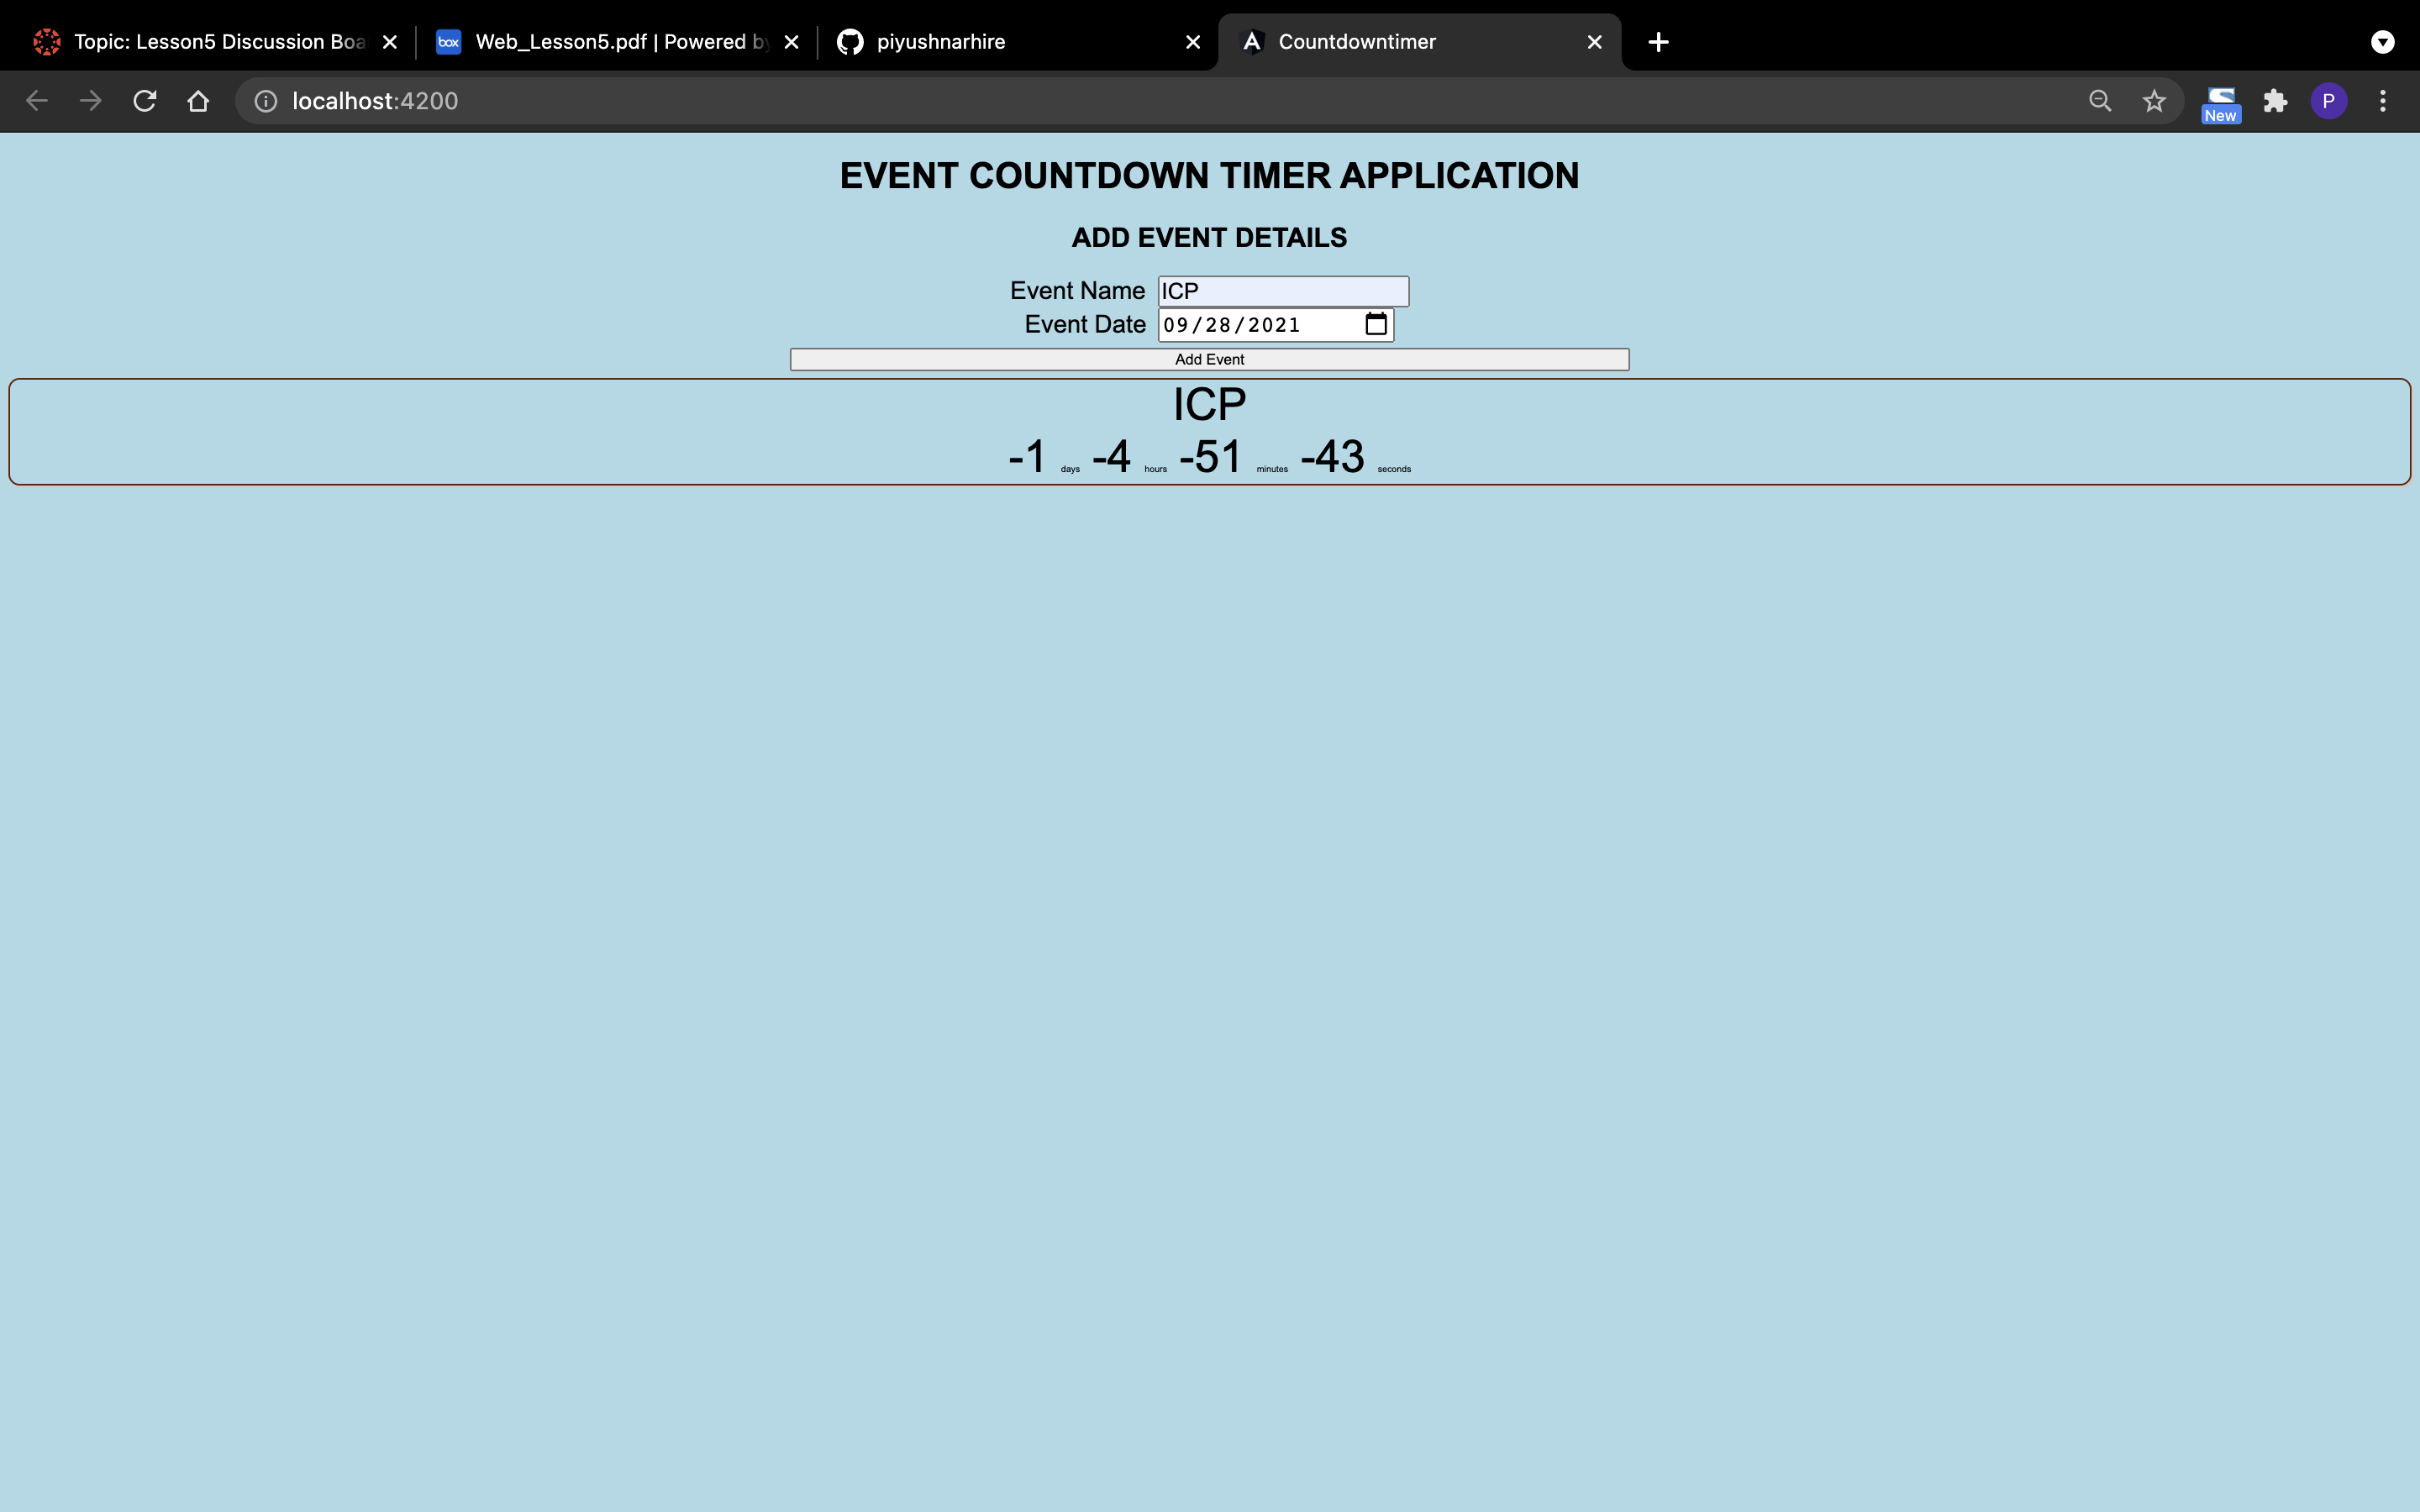 Topic: Lesson5 Discussion Boa
box Web_Lesson5.pdf | Powered by
piyushnarhire
Countdowntimer
localhost:4200
New
P
EVENT COUNTDOWN TIMER APPLICATION
ADD EVENT DETAILS
Event Name ICP
Event Date 09/28/2021
Add Event
ICP
-1 days -4 hours -51 minutes -43 seconds